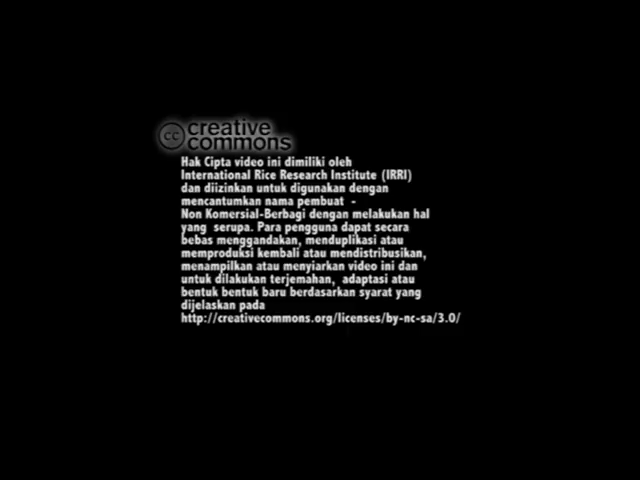 cc creative
commons
Hak Cipta video ini dimiliki oleh
International Rice Research Institute (IRRI)
dan diizinkan untuk digunakan dengan
mencantumkan nama pembuat -
Non Komersial-Berbagi dengan melakukan hal
yang serupa. Para pengguna dapat secara
bebas menggandakan, menduplikasi atau
memproduksi kembali atau mendistribusikan,
menampilkan atau menyiarkan video ini dan
untuk dilakukan terjemahan, adaptasi atau
bentuk bentuk baru berdasarkan syarat yang
dijelaskan pada
http://creativecommons.org/licenses/by-nc-sa/3.0/